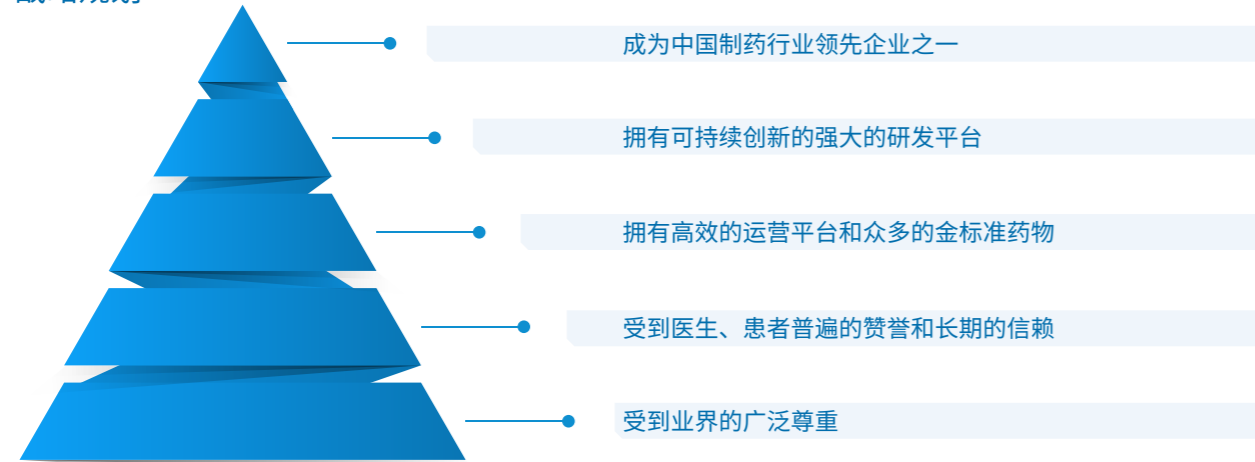 成为中国制药行业领先企业之一
拥有可持续创新的强大的研发平台
拥有高效的运营平台和众多的金标准药物
受到医生、患者普遍的赞誉和长期的信赖
受到业界的广泛尊重